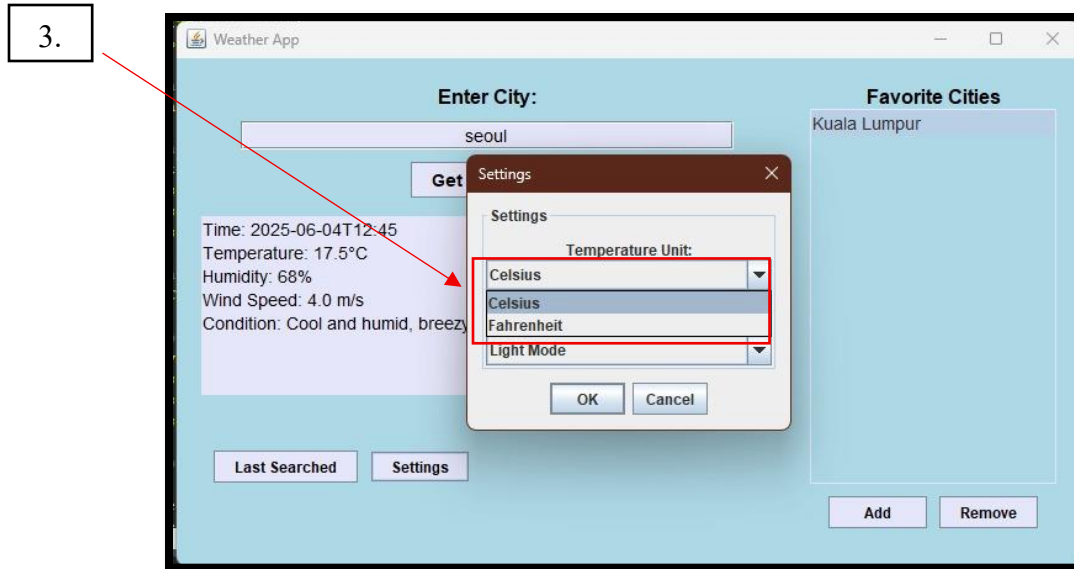 3.
Weather App
Enter City:
seoul
Get
Time: 2025-06-04T12:45
Temperature: 17.5°C
Humidity: 68%
Wind Speed: 4.0 m/s
Condition: Cool and humid, breezy
Last Searched
Settings
Settings
Settings
Temperature Unit:
Celsius
Celsius
Fahrenheit
Light Mode
OK
Cancel
Favorite Cities
Kuala Lumpur
Add
Remove